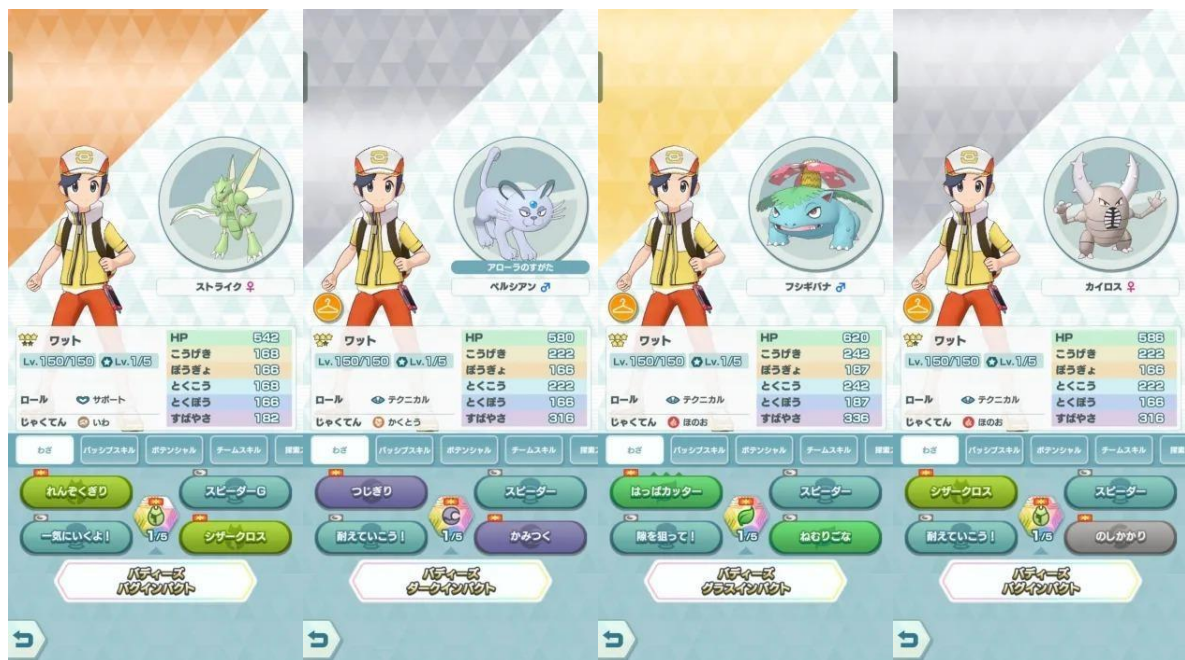 ストライク♀
ワット
Lv.150/150 Lv.1/5
ロール サポート
じゃくてん いわ
HP 542
こうげき 168
ぼうぎょ 166
とくこう 168
とくぼう 166
すばやさ 182
わざ パッシブスキル ポテンシャル チームスキル 探索
れんぞくぎり
スピーダーG
一気にいくよ!
1/5
シザークロス
バディーズ
バグインパクト
アローラのすがた
ペルシアン♂
ワット
Lv.150/150 Lv.1/5
ロール テクニカル
じゃくてん かくとう
HP 580
こうげき 222
ぼうぎょ 166
とくこう 222
とくぼう 166
すばやさ 316
わざ パッシブスキル ポテンシャル チームスキル 探索
つじぎり
スピーダー
耐えていこう!
1/5
かみつく
バディーズ
ダークインパクト
フシギバナ♂
ワット
Lv.150/150 Lv.1/5
ロール テクニカル
じゃくてん ほのお
HP 620
こうげき 242
ぼうぎょ 187
とくこう 242
とくぼう 187
すばやさ 336
わざ パッシブスキル ポテンシャル チームスキル 探索
はっぱカッター
スピーダー
隙を狙って!
1/5
ねむりごな
バディーズ
グラスインパクト
カイロス♀
ワット
Lv.150/150 Lv.1/5
ロール テクニカル
じゃくてん ほのお
HP 586
こうげき 222
ぼうぎょ 166
とくこう 222
とくぼう 166
すばやさ 316
わざ パッシブスキル ポテンシャル チームスキル 探索
シザークロス
スピーダー
耐えていこう!
1/5
のしかかり
バディーズ
バグインパクト